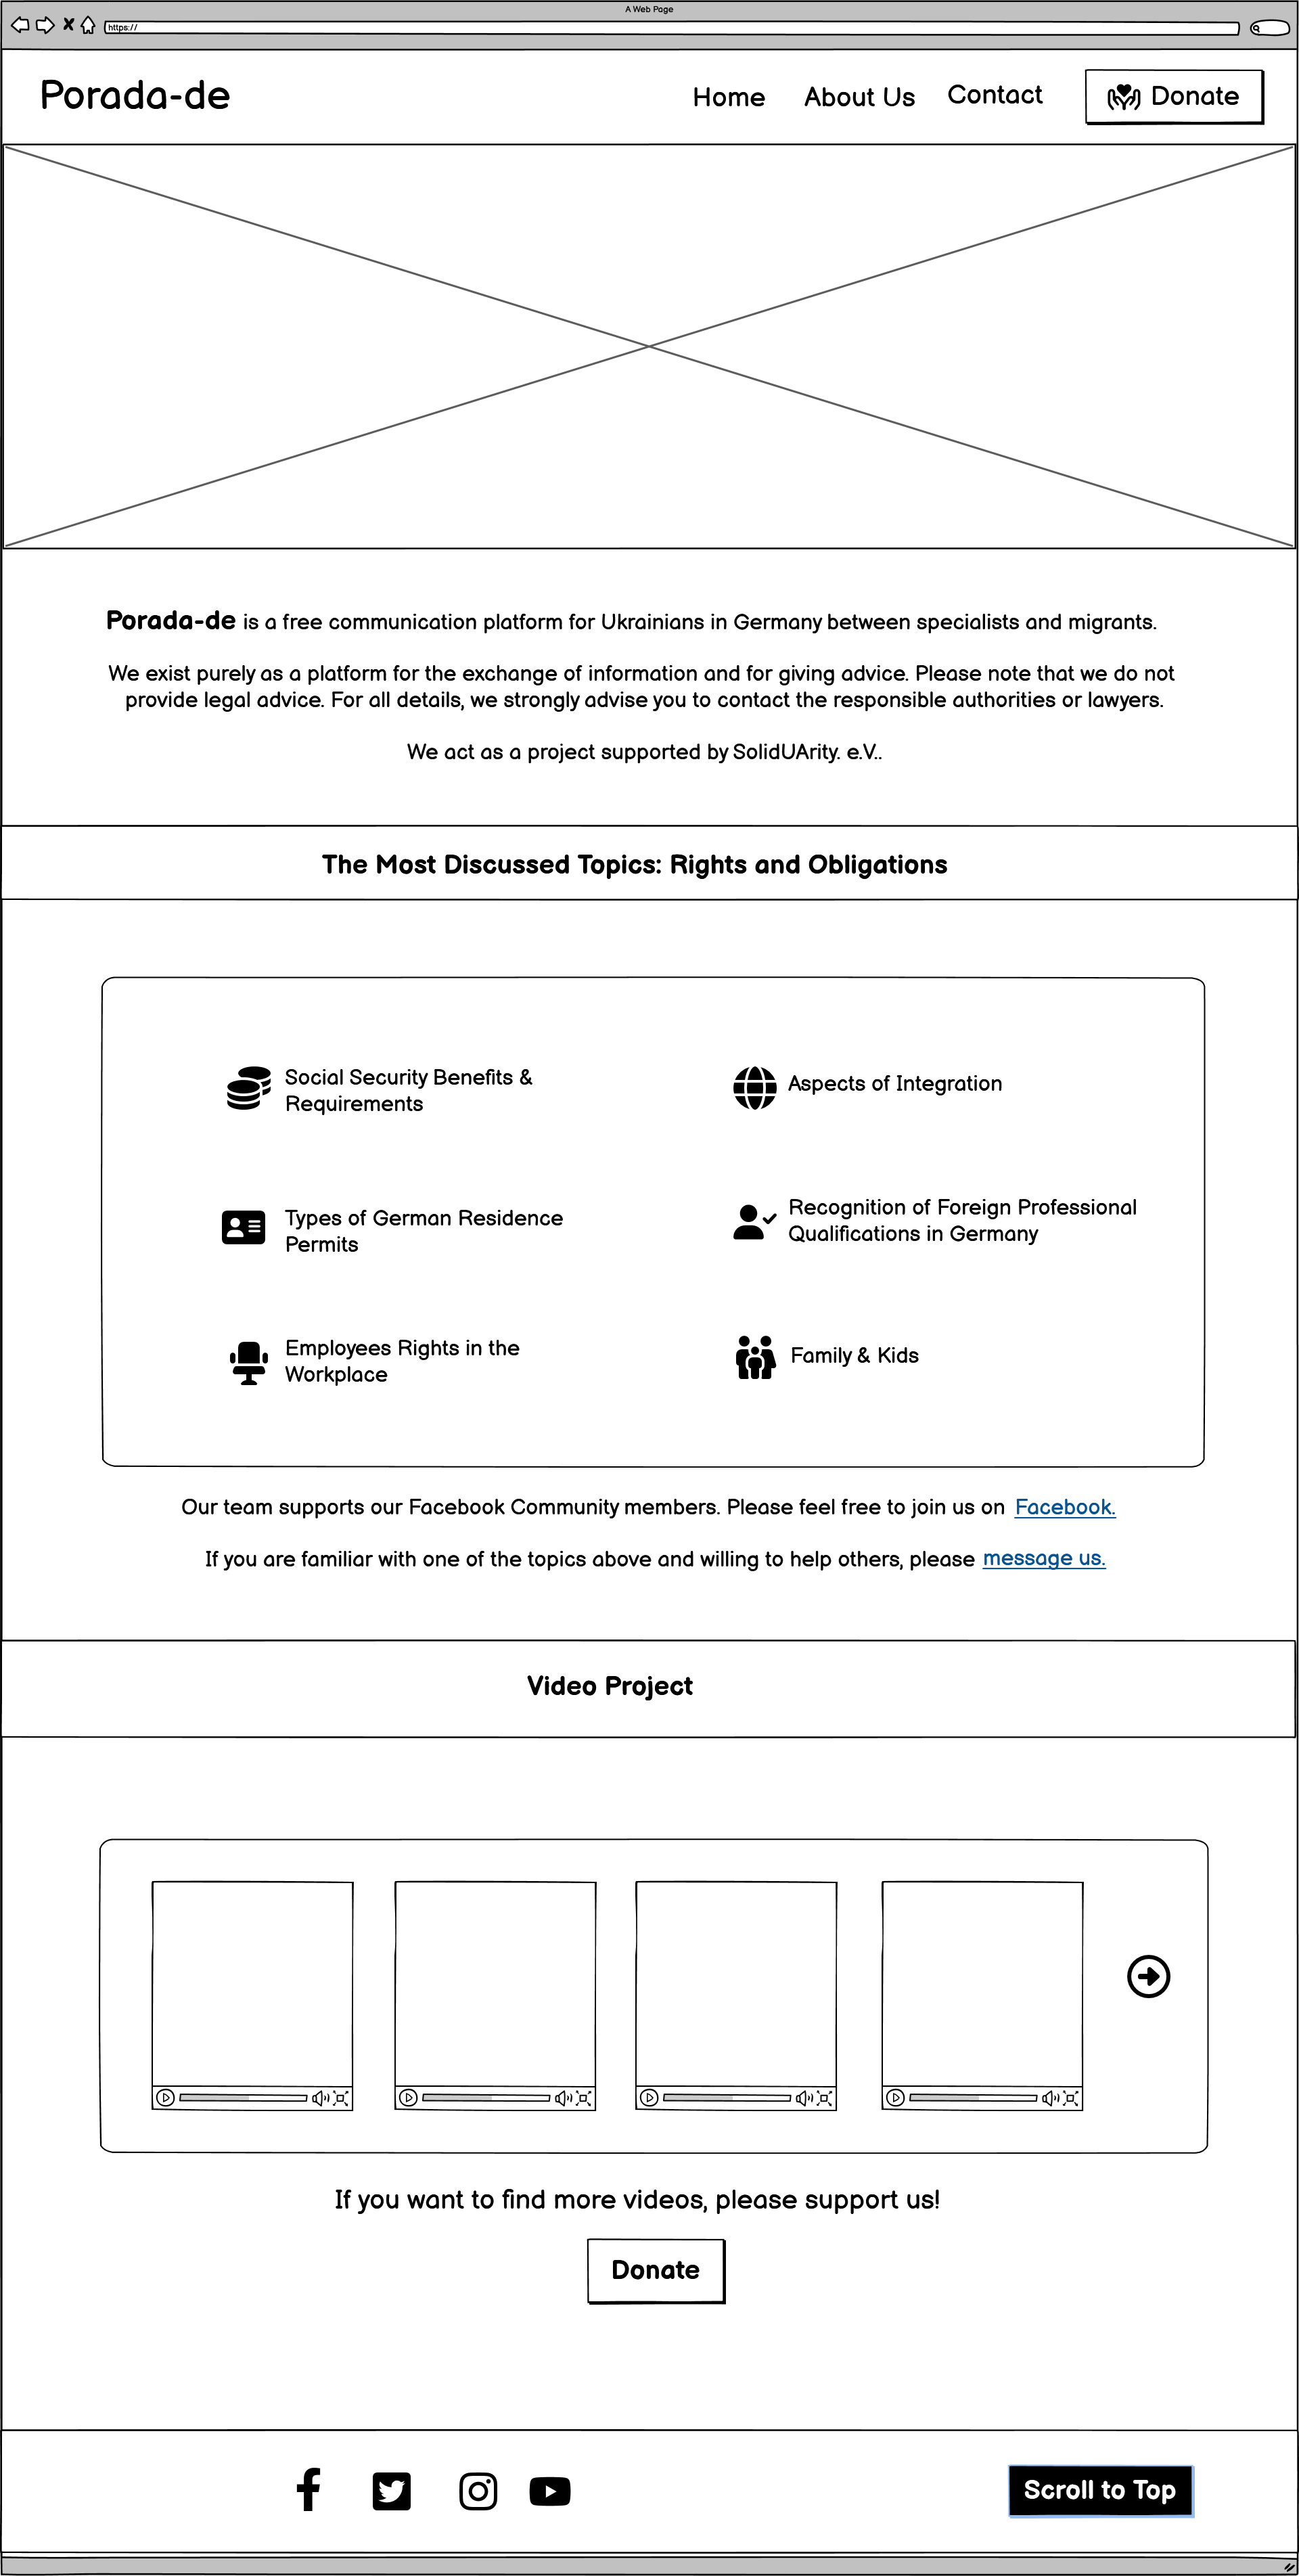 A Web Page
https://
Porada-de
Home
About Us
Contact
Donate
Porada-de is a free communication platform for Ukrainians in Germany between specialists and migrants.
We exist purely as a platform for the exchange of information and for giving advice. Please note that we do not
provide legal advice. For all details, we strongly advise you to contact the responsible authorities or lawyers.
We act as a project supported by SolidUArity. e.V..
The Most Discussed Topics: Rights and Obligations
Social Security Benefits &
Requirements
Aspects of Integration
Types of German Residence
Permits
Recognition of Foreign Professional
Qualifications in Germany
Employees Rights in the
Workplace
Family & Kids
Our team supports our Facebook Community members. Please feel free to join us on Facebook.
If you are familiar with one of the topics above and willing to help others, please message us.
Video Project
If you want to find more videos, please support us!
Donate
Scroll to Top